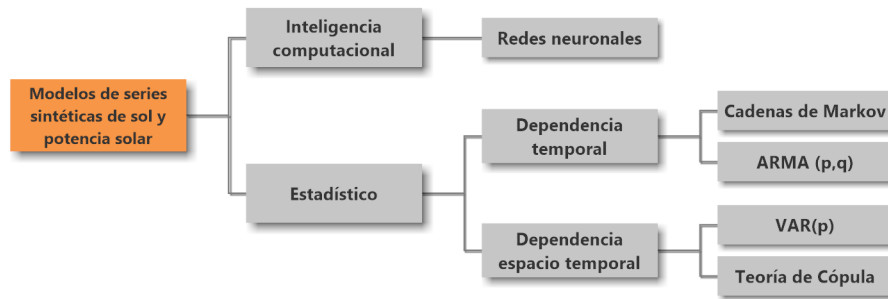 Modelos de series
sintéticas de sol y
potencia solar
Inteligencia
computacional
Redes neuronales
Estadístico
Dependencia
temporal
Cadenas de Markov
ARMA (p,q)
Dependencia
espacio temporal
VAR(p)
Teoría de Cópula